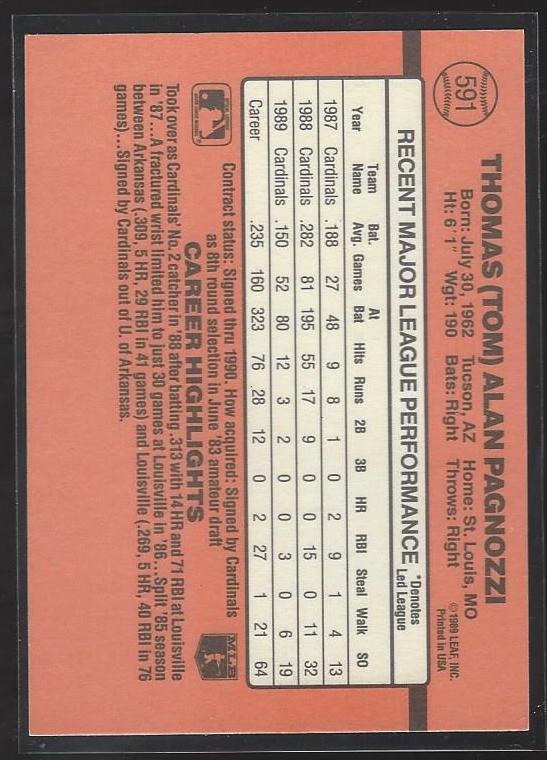 591
THOMAS (TOM) ALAN PAGNOZZI
Born: July 30, 1962 Tucson, AZ Home: St. Louis, MO
Ht: 6'1" Wgt: 190 Bats: Right Throws: Right
©1989 LEAF, INC.
Printed in USA
RECENT MAJOR LEAGUE PERFORMANCE
*Denotes
Led League
Year Team Name Bat. Avg. Games At Bat Hits Runs 2B 3B HR RBI Steal Walk SO
1987 Cardinals .188 27 48 9 8 1 0 2 9 1 4 13
1988 Cardinals .282 81 195 55 17 9 0 0 15 0 11 32
1989 Cardinals .150 52 80 12 3 2 0 0 3 0 6 19
Career .235 160 323 76 28 12 0 2 27 1 21 64
Contract status: Signed thru 1990. How acquired: Signed by Cardinals
as 8th round selection in June '83 amateur draft
MLB
CAREER HIGHLIGHTS
Took over as Cardinals' No. 2 catcher in '88 after batting .313 with 14 HR and 71 RBI at Louisville
in '87...A fractured wrist limited him to just 30 games at Louisville in '86...Split '85 season
between Arkansas (.309, 5 HR, 29 RBI in 41 games) and Louisville (.269, 5 HR, 40 RBI in 76
games)...Signed by Cardinals out of U. of Arkansas.